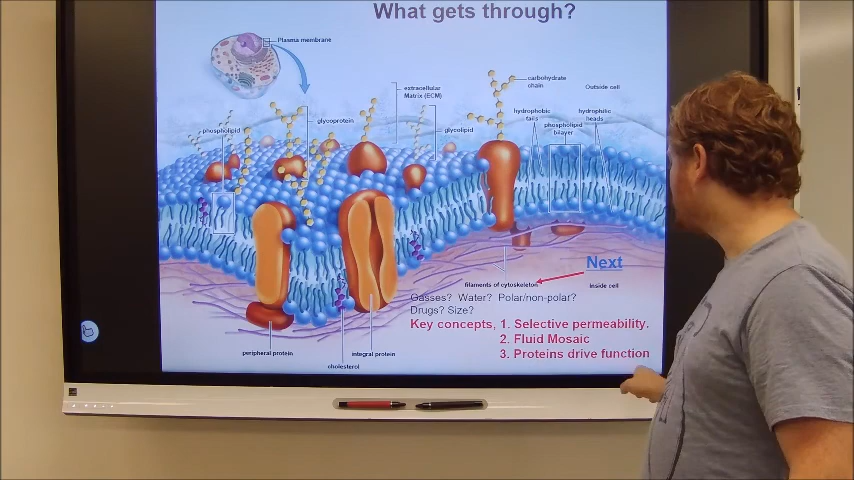 What gets through?
Plasma membrane
carbohydrate
chain
Outside cell
extracellular
Matrix (ECM)
hydrophobic
tails
hydrophilic
heads
glycoprotein
phospholipid
bilayer
phospholipid
glycolipid
Next
filaments of cytoskeleton
Inside cell
Gasses? Water? Polar/non-polar?
Drugs? Size?
Key concepts, 1. Selective permeability.
2. Fluid Mosaic
3. Proteins drive function
peripheral protein
integral protein
cholesterol